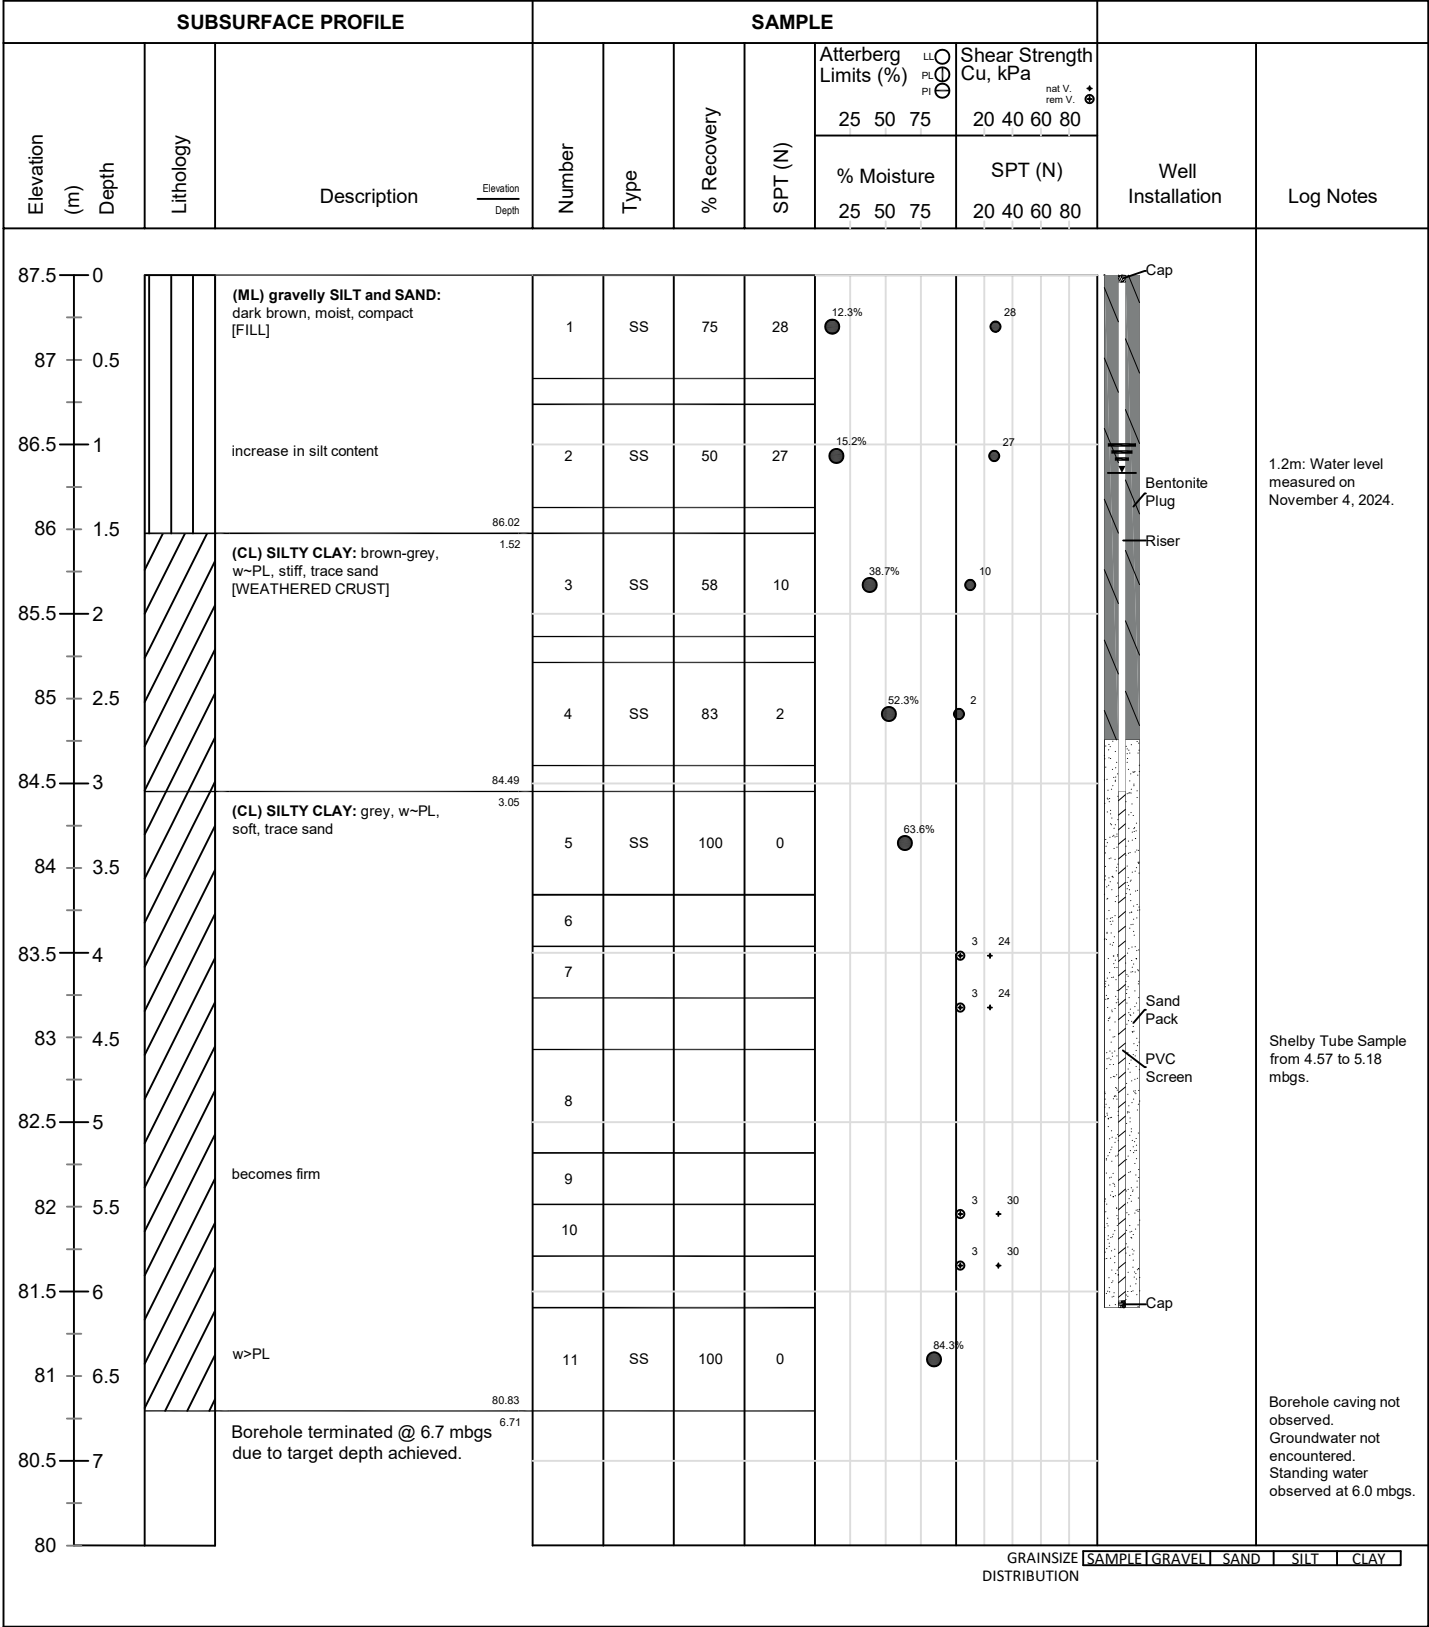 SUBSURFACE PROFILE
SAMPLE
Elevation
(m)
Depth
Lithology
Description
Elevation
Depth
Number
Type
% Recovery
SPT (N)
Atterberg
Limits (%)
LL
PL
PI
25 50 75
% Moisture
25 50 75
Shear Strength
Cu, kPa
nat V.
rem V.
20 40 60 80
SPT (N)
20 40 60 80
Well
Installation
Log Notes
87.5 0
(ML) gravelly SILT and SAND:
dark brown, moist, compact
[FILL]
1 SS 75 28
12.3%
28
Cap
87 0.5
86.5 1
increase in silt content
2 SS 50 27
15.2%
27
1.2m: Water level
measured on
November 4, 2024.
Bentonite
Plug
86 1.5
86.02
1.52
Riser
(CL) SILTY CLAY: brown-grey,
w~PL, stiff, trace sand
[WEATHERED CRUST]
3 SS 58 10
38.7%
10
85.5 2
85 2.5
4 SS 83 2
52.3%
2
84.5 3
84.49
3.05
(CL) SILTY CLAY: grey, w~PL,
soft, trace sand
5 SS 100 0
63.6%
84 3.5
6
83.5 4
3 24
7
3 24
Sand
Pack
83 4.5
Shelby Tube Sample
from 4.57 to 5.18
mbgs.
PVC
Screen
8
82.5 5
becomes firm
9
82 5.5
3 30
10
3 30
81.5 6
Cap
w>PL
11 SS 100 0
84.3%
81 6.5
80.83
6.71
Borehole terminated @ 6.7 mbgs
due to target depth achieved.
Borehole caving not
observed.
Groundwater not
encountered.
Standing water
observed at 6.0 mbgs.
80.5 7
80
GRAINSIZE
DISTRIBUTION
SAMPLE GRAVEL SAND SILT CLAY